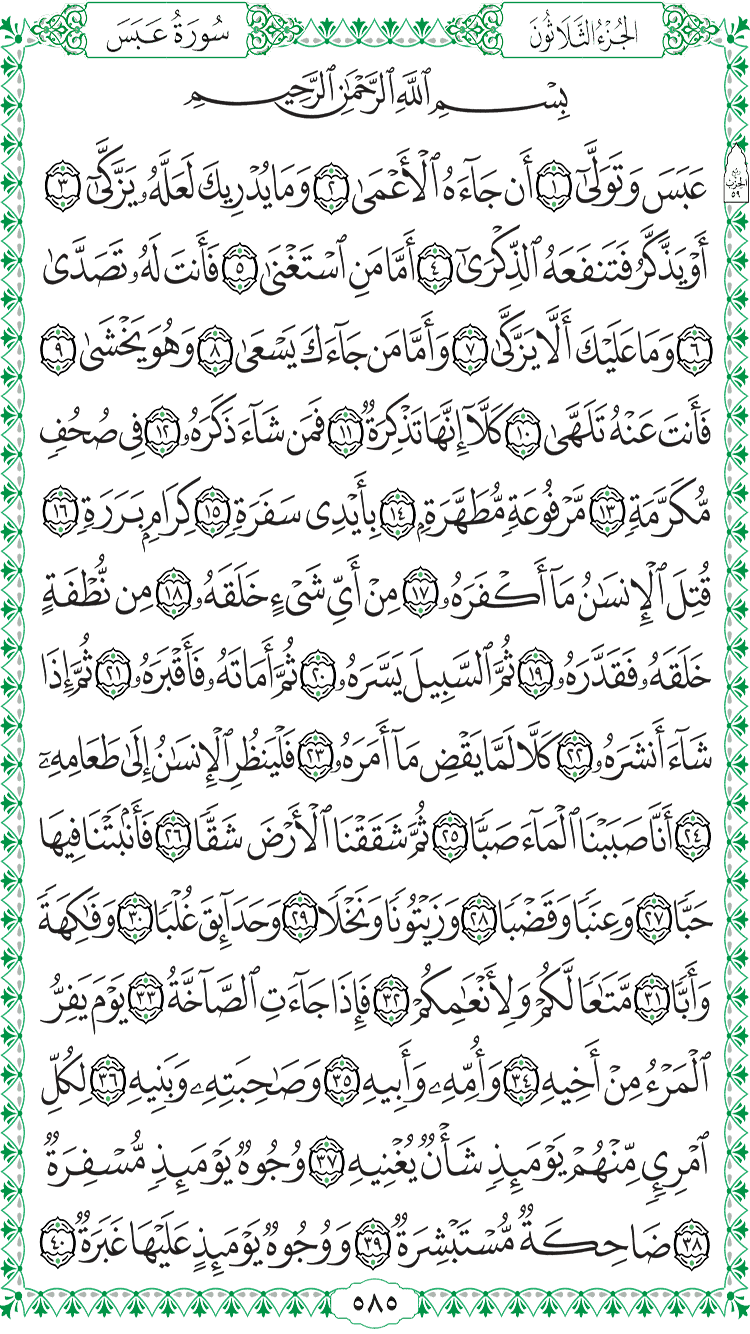 الجُزْءُ الثَّلَاثُونَ
سُورَةُ عَبَسَ
بِسْمِ ٱللَّهِ ٱلرَّحْمَٰنِ ٱلرَّحِيمِ
الحزب
٥٩
عَبَسَ وَتَوَلَّىٰٓ ١ أَن جَآءَهُ ٱلْأَعْمَىٰ ٢ وَمَا يُدْرِيكَ لَعَلَّهُۥ يَزَّكَّىٰٓ ٣
أَوْ يَذَّكَّرُ فَتَنفَعَهُ ٱلذِّكْرَىٰٓ ٤ أَمَّا مَنِ ٱسْتَغْنَىٰ ٥ فَأَنتَ لَهُۥ تَصَدَّىٰ
٦ وَمَا عَلَيْكَ أَلَّا يَزَّكَّىٰ ٧ وَأَمَّا مَن جَآءَكَ يَسْعَىٰ ٨ وَهُوَ يَخْشَىٰ ٩
فَأَنتَ عَنْهُ تَلَهَّىٰ ١٠ كَلَّآ إِنَّهَا تَذْكِرَةٌ ١١ فَمَن شَآءَ ذَكَرَهُۥ ١٢ فِى صُحُفٍ
مُّكَرَّمَةٍ ١٣ مَّرْفُوعَةٍ مُّطَهَّرَةٍۭ ١٤ بِأَيْدِى سَفَرَةٍ ١٥ كِرَامٍۭ بَرَرَةٍ ١٦
قُتِلَ ٱلْإِنسَٰنُ مَآ أَكْفَرَهُۥ ١٧ مِنْ أَىِّ شَىْءٍ خَلَقَهُۥ ١٨ مِن نُّطْفَةٍ
خَلَقَهُۥ فَقَدَّرَهُۥ ١٩ ثُمَّ ٱلسَّبِيلَ يَسَّرَهُۥ ٢٠ ثُمَّ أَمَاتَهُۥ فَأَقْبَرَهُۥ ٢١ ثُمَّ إِذَا
شَآءَ أَنشَرَهُۥ ٢٢ كَلَّا لَمَّا يَقْضِ مَآ أَمَرَهُۥ ٢٣ فَلْيَنظُرِ ٱلْإِنسَٰنُ إِلَىٰ طَعَامِهِۦٓ
٢٤ أَنَّا صَبَبْنَا ٱلْمَآءَ صَبًّا ٢٥ ثُمَّ شَقَقْنَا ٱلْأَرْضَ شَقًّا ٢٦ فَأَنۢبَتْنَا فِيهَا
حَبًّا ٢٧ وَعِنَبًا وَقَضْبًا ٢٨ وَزَيْتُونًا وَنَخْلًا ٢٩ وَحَدَآئِقَ غُلْبًا ٣٠ وَفَٰكِهَةً
وَأَبًّا ٣١ مَّتَٰعًا لَّكُمْ وَلِأَنْعَٰمِكُمْ ٣٢ فَإِذَا جَآءَتِ ٱلصَّآخَّةُ ٣٣ يَوْمَ يَفِرُّ
ٱلْمَرْءُ مِنْ أَخِيهِ ٣٤ وَأُمِّهِۦ وَأَبِيهِ ٣٥ وَصَٰحِبَتِهِۦ وَبَنِيهِ ٣٦ لِكُلِّ
ٱمْرِئٍ مِّنْهُمْ يَوْمَئِذٍ شَأْنٌ يُغْنِيهِ ٣٧ وُجُوهٌ يَوْمَئِذٍ مُّسْفِرَةٌ
٣٨ ضَاحِكَةٌ مُّسْتَبْشِرَةٌ ٣٩ وَوُجُوهٌ يَوْمَئِذٍ عَلَيْهَا غَبَرَةٌ ٤٠
٥٨٥